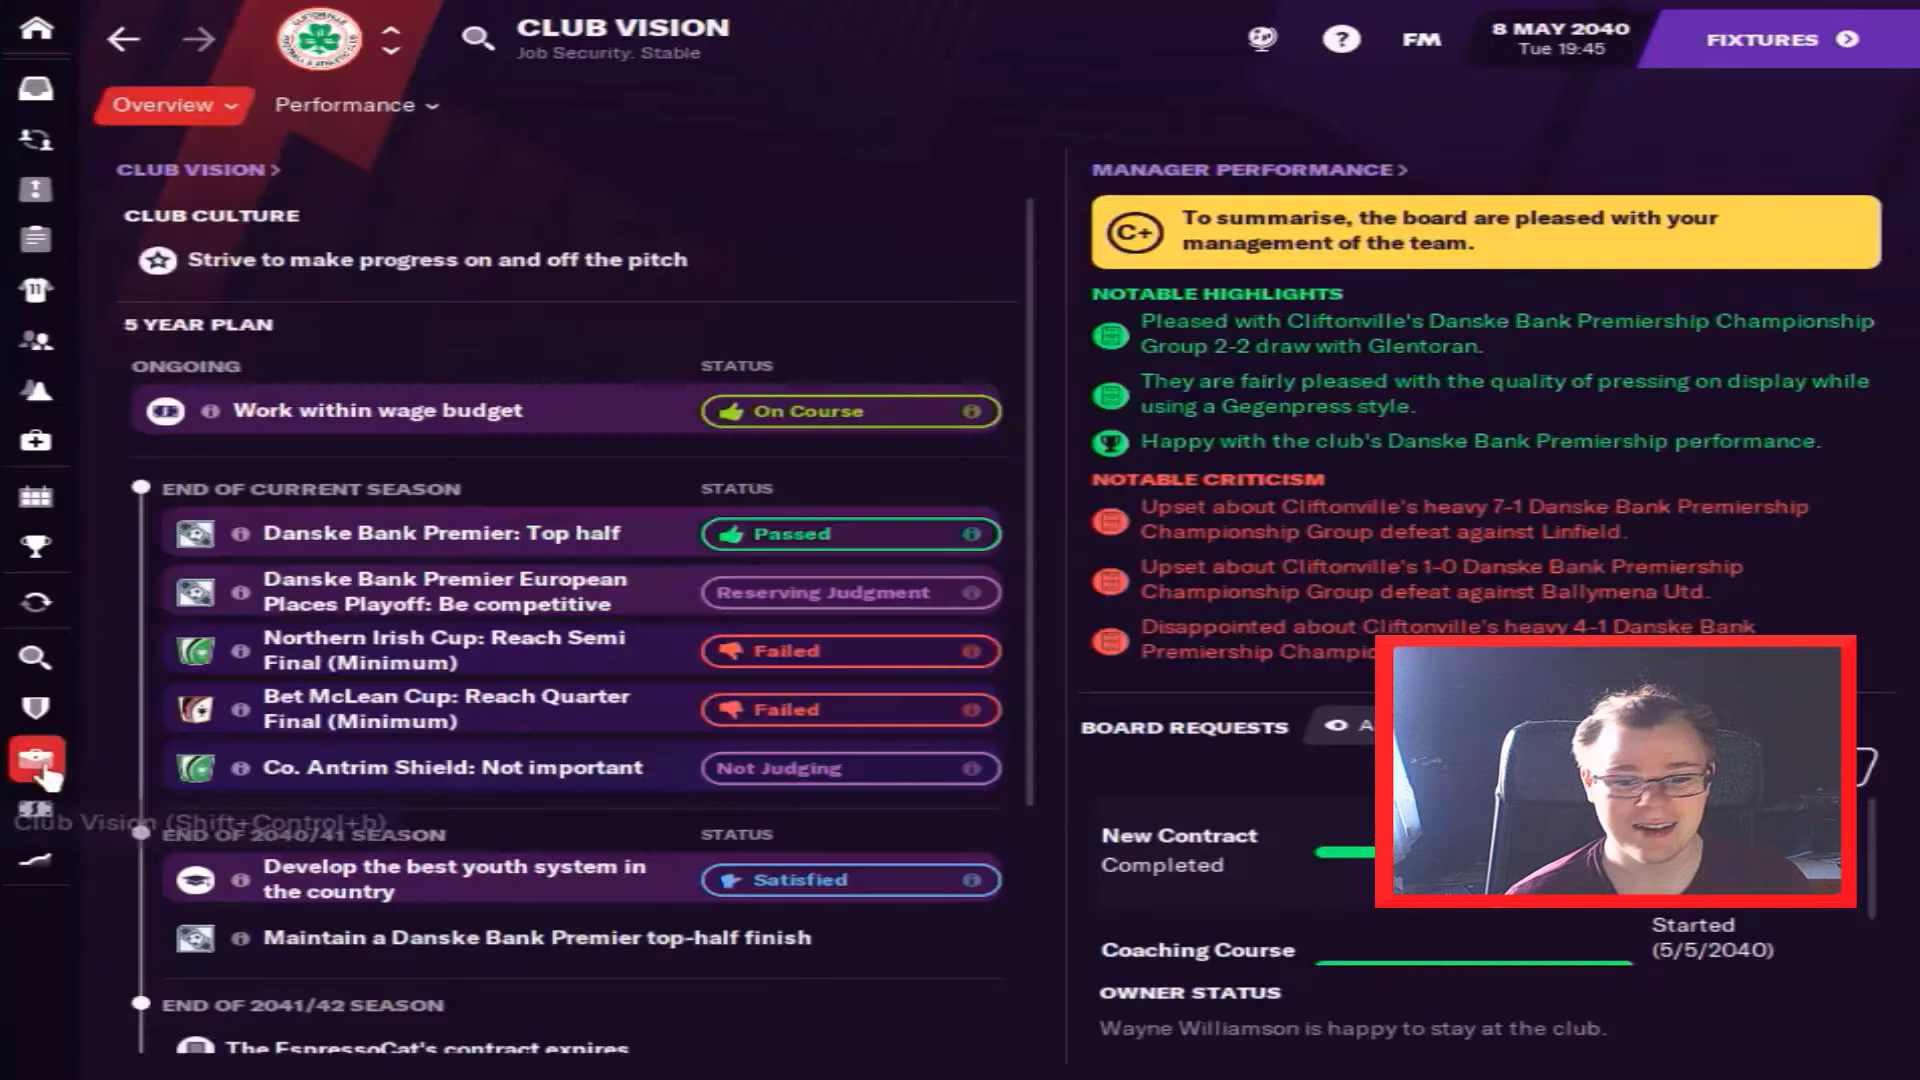 CLUB VISION
Job Security: Stable
FM
8 MAY 2040
Tue 19:45
FIXTURES
Overview
Performance
CLUB VISION >
CLUB CULTURE
Strive to make progress on and off the pitch
5 YEAR PLAN
ONGOING
STATUS
Work within wage budget
On Course
END OF CURRENT SEASON
STATUS
Danske Bank Premier: Top half
Passed
Danske Bank Premier European
Places Playoff: Be competitive
Reserving Judgment
Northern Irish Cup: Reach Semi
Final (Minimum)
Failed
Bet McLean Cup: Reach Quarter
Final (Minimum)
Failed
Co. Antrim Shield: Not important
Not Judging
Club Vision (Shift+Control+b)
END OF 2040/41 SEASON
STATUS
Develop the best youth system in
the country
Satisfied
Maintain a Danske Bank Premier top-half finish
END OF 2041/42 SEASON
The EspressoCat's contract expires
MANAGER PERFORMANCE >
C+
To summarise, the board are pleased with your
management of the team.
NOTABLE HIGHLIGHTS
Pleased with Cliftonville's Danske Bank Premiership Championship
Group 2-2 draw with Glentoran.
They are fairly pleased with the quality of pressing on display while
using a Gegenpress style.
Happy with the club's Danske Bank Premiership performance.
NOTABLE CRITICISM
Upset about Cliftonville's heavy 7-1 Danske Bank Premiership
Championship Group defeat against Linfield.
Upset about Cliftonville's 1-0 Danske Bank Premiership
Championship Group defeat against Ballymena Utd.
Disappointed about Cliftonville's heavy 4-1 Danske Bank
Premiership Champio
BOARD REQUESTS
A
New Contract
Completed
Coaching Course
Started
(5/5/2040)
OWNER STATUS
Wayne Williamson is happy to stay at the club.